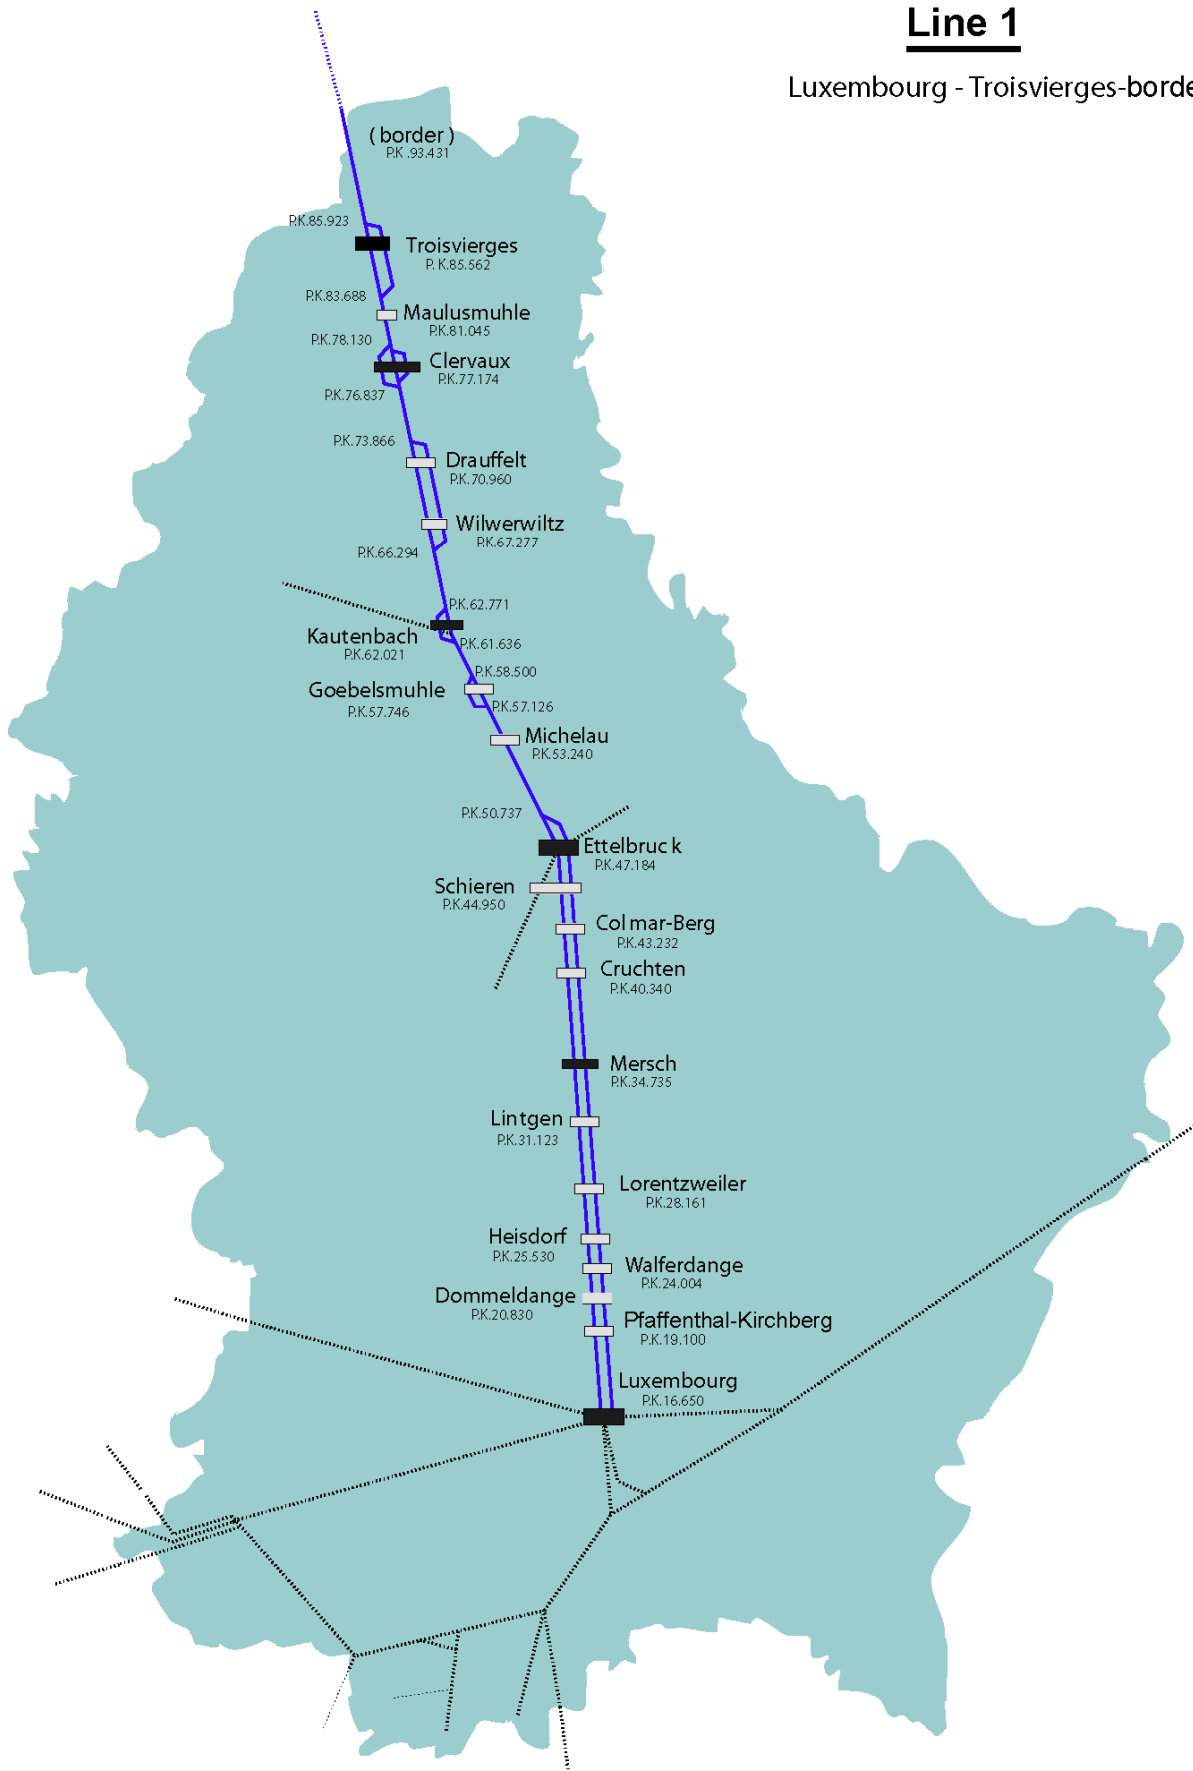 Line 1
Luxembourg - Troisvierges-borde
( border )
P.K .93.431
P.K.85.923
Troisvierges
P. K.85.562
P.K.83.688
Maulusmuhle
P.K.81.045
P.K.78.130
Clervaux
P.K.77.174
P.K.76.837
P.K.73.866
Drauffelt
P.K.70.960
Wilwerwiltz
P.K.67.277
P.K.66.294
P.K.62.771
Kautenbach
P.K.62.021
P.K.61.636
P.K.58.500
Goebelsmuhle
P.K.57.746
P.K.57.126
Michelau
P.K.53.240
P.K.50.737
Ettelbruck
P.K.47.184
Schieren
P.K.44.950
Colmar-Berg
P.K.43.232
Cruchten
P.K.40.340
Mersch
P.K.34.735
Lintgen
P.K.31.123
Lorentzweiler
P.K.28.161
Heisdorf
P.K.25.530
Walferdange
P.K.24.004
Dommeldange
P.K.20.830
Pfaffenthal-Kirchberg
P.K.19.100
Luxembourg
P.K.16.650